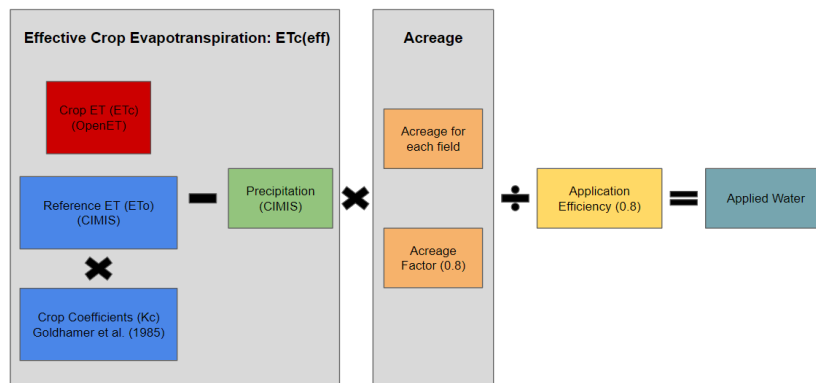 Effective Crop Evapotranspiration: ETc(eff)
Acreage
Crop ET (ETc)
(OpenET)
Acreage for
each field
Reference ET (ETo)
(CIMIS)
Precipitation
(CIMIS)
Application
Efficiency (0.8)
Applied Water
Acreage
Factor (0.8)
Crop Coefficients (Kc)
Goldhamer et al. (1985)